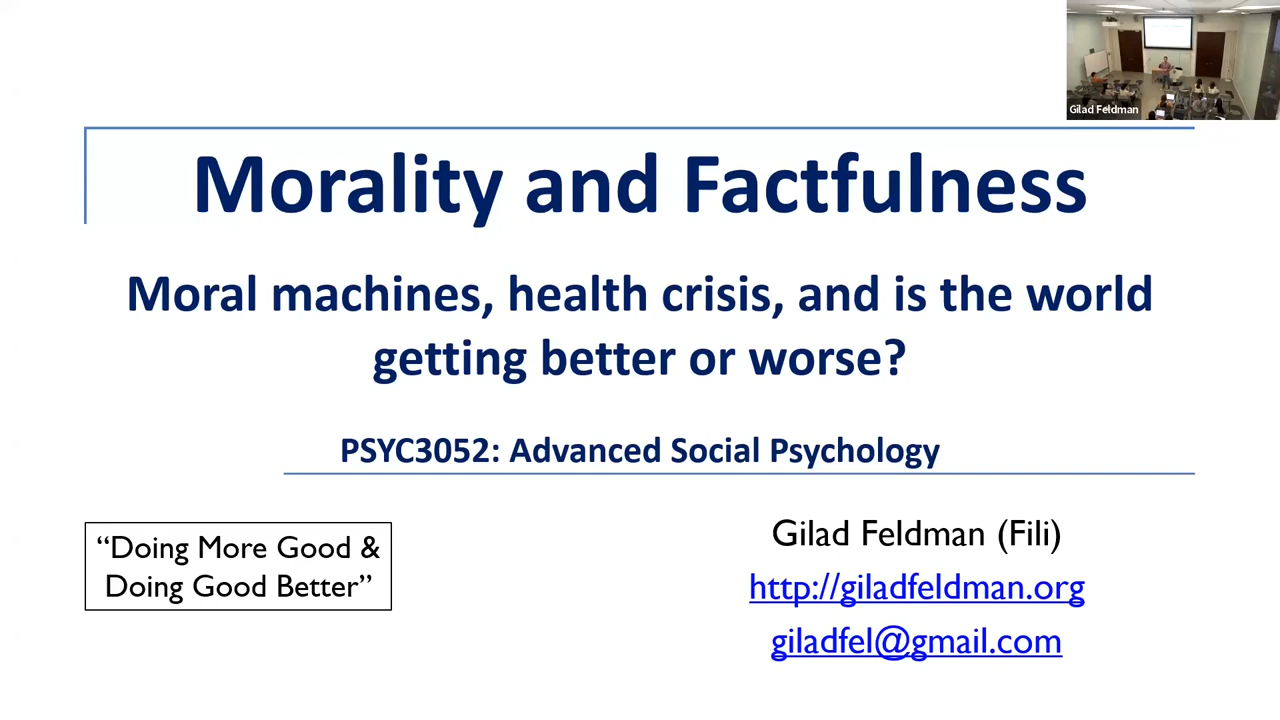 Gilad Feldman
Morality and Factfulness
Moral machines, health crisis, and is the world
getting better or worse?
PSYC3052: Advanced Social Psychology
“Doing More Good &
Doing Good Better”
Gilad Feldman (Fili)
http://giladfeldman.org
giladfel@gmail.com